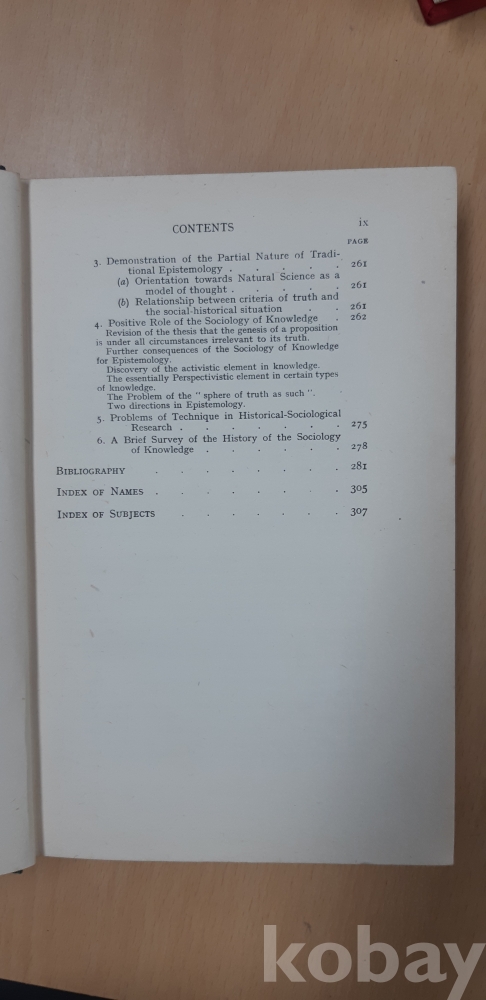 CONTENTS ix
PAGE
3. Demonstration of the Partial Nature of Tradi-
tional Epistemology . . . . . 261
(a) Orientation towards Natural Science as a
model of thought . . . . . 261
(b) Relationship between criteria of truth and
the social-historical situation . . 261
4. Positive Role of the Sociology of Knowledge . 262
Revision of the thesis that the genesis of a proposition
is under all circumstances irrelevant to its truth.
Further consequences of the Sociology of Knowledge
for Epistemology.
Discovery of the activistic element in knowledge.
The essentially Perspectivistic element in certain types
of knowledge.
The Problem of the " sphere of truth as such ".
Two directions in Epistemology.
5. Problems of Technique in Historical-Sociological
Research . . . . . . . 275
6. A Brief Survey of the History of the Sociology
of Knowledge . . . . . . 278
BIBLIOGRAPHY . . . . . . . 281
INDEX OF NAMES . . . . . . . 305
INDEX OF SUBJECTS . . . . . . 307
kobay